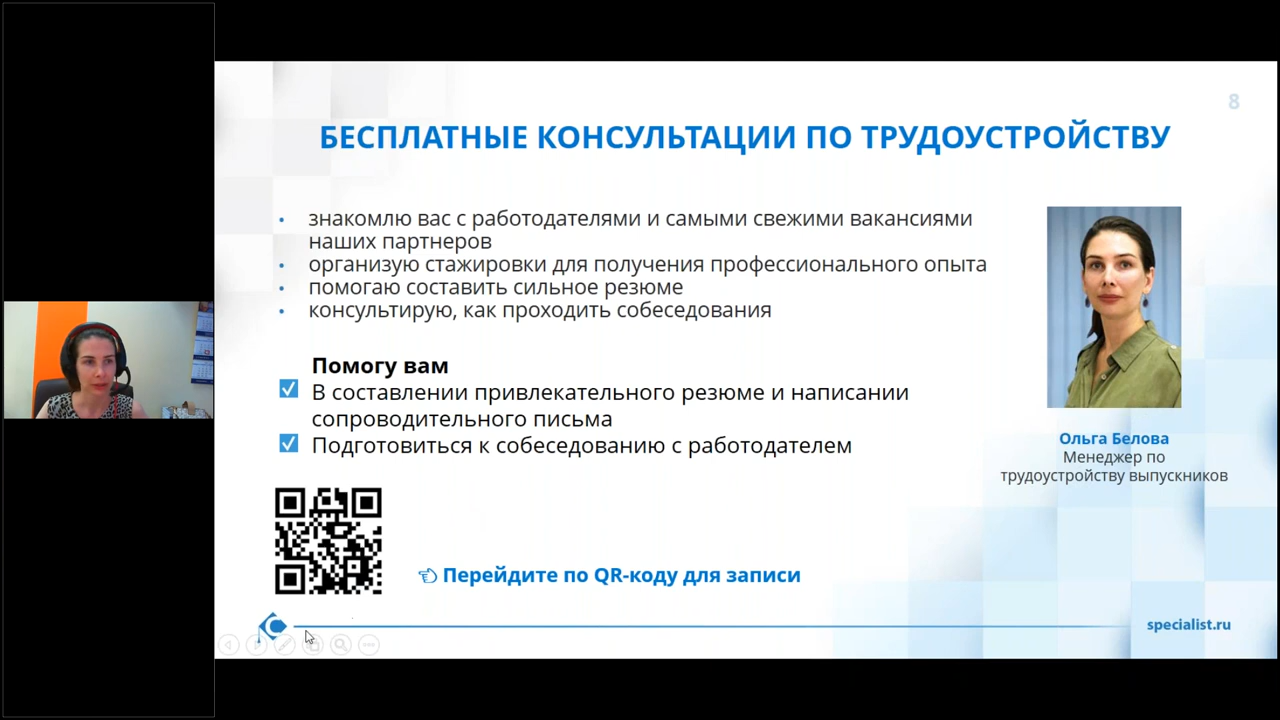 8
БЕСПЛАТНЫЕ КОНСУЛЬТАЦИИ ПО ТРУДОУСТРОЙСТВУ
• знакомлю вас с работодателями и самыми свежими вакансиями
наших партнеров
• организую стажировки для получения профессионального опыта
• помогаю составить сильное резюме
• консультирую, как проходить собеседования
Помогу вам
В составлении привлекательного резюме и написании
сопроводительного письма
Подготовиться к собеседованию с работодателем
Ольга Белова
Менеджер по
трудоустройству выпускников
Перейдите по QR-коду для записи
specialist.ru